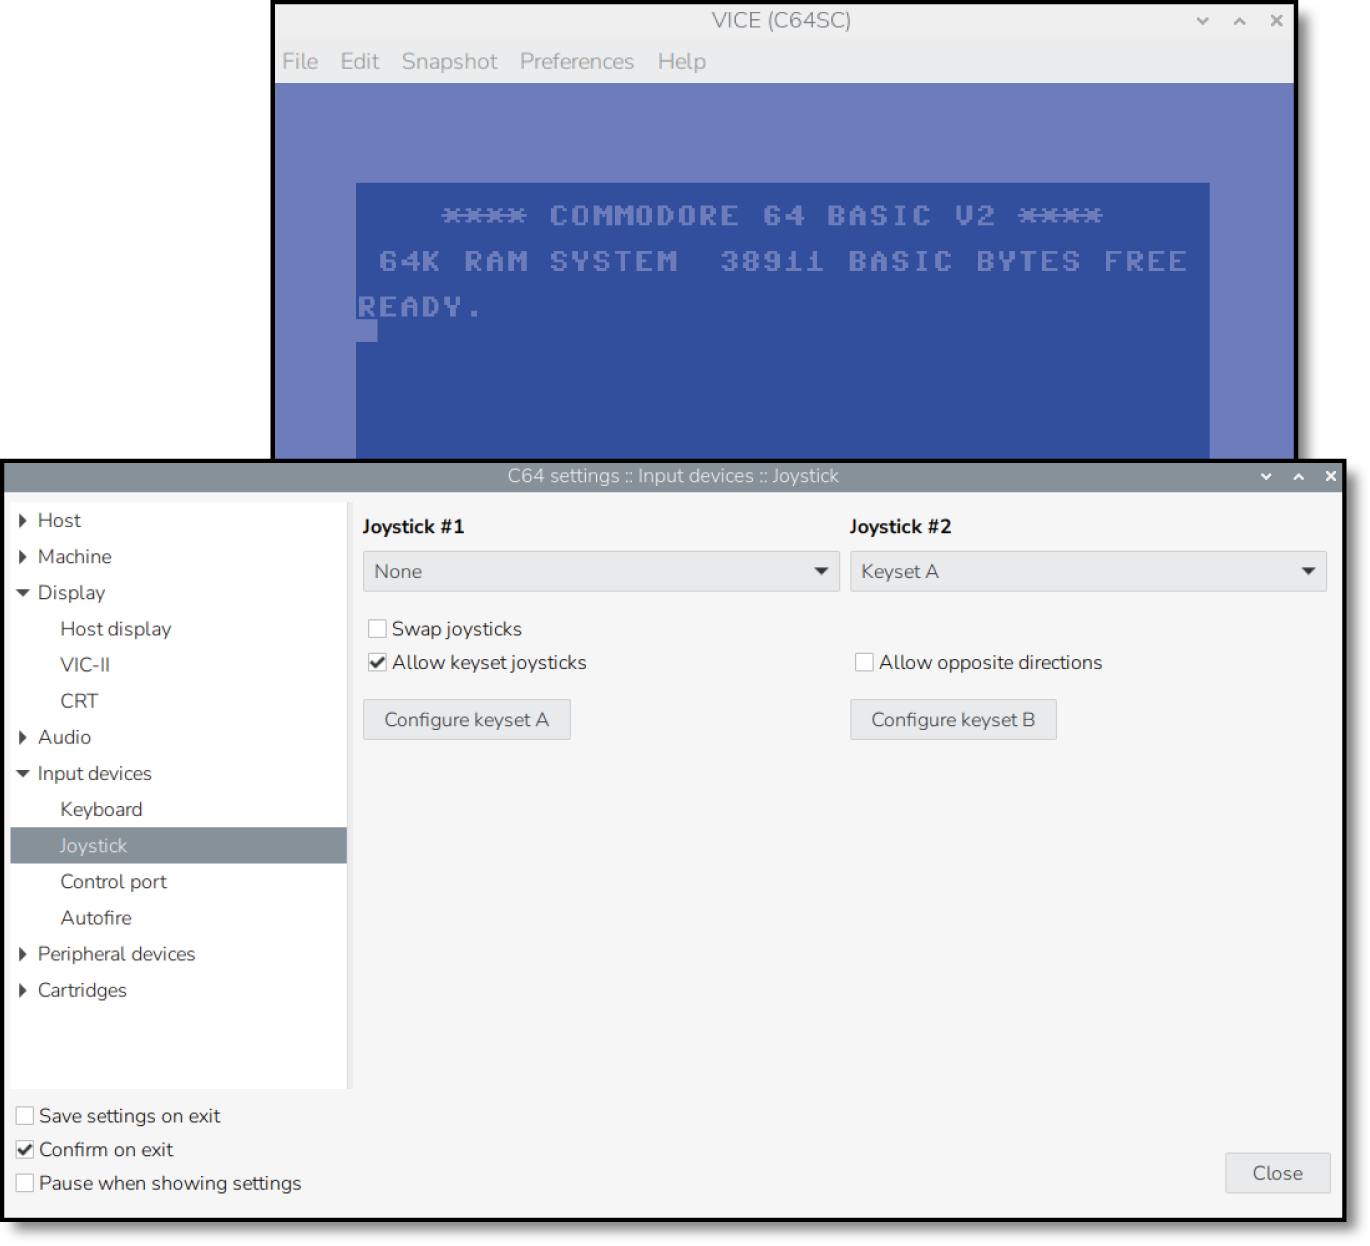 VICE (C64SC)
File Edit Snapshot Preferences Help
**** COMMODORE 64 BASIC V2 ****
64K RAM SYSTEM 38911 BASIC BYTES FREE
READY.
C64 settings :: Input devices :: Joystick
Host
Machine
Display
Host display
VIC-II
CRT
Audio
Input devices
Keyboard
Joystick
Control port
Autofire
Peripheral devices
Cartridges
Joystick #1
None
Joystick #2
Keyset A
Swap joysticks
Allow keyset joysticks
Allow opposite directions
Configure keyset A
Configure keyset B
Save settings on exit
Confirm on exit
Pause when showing settings
Close